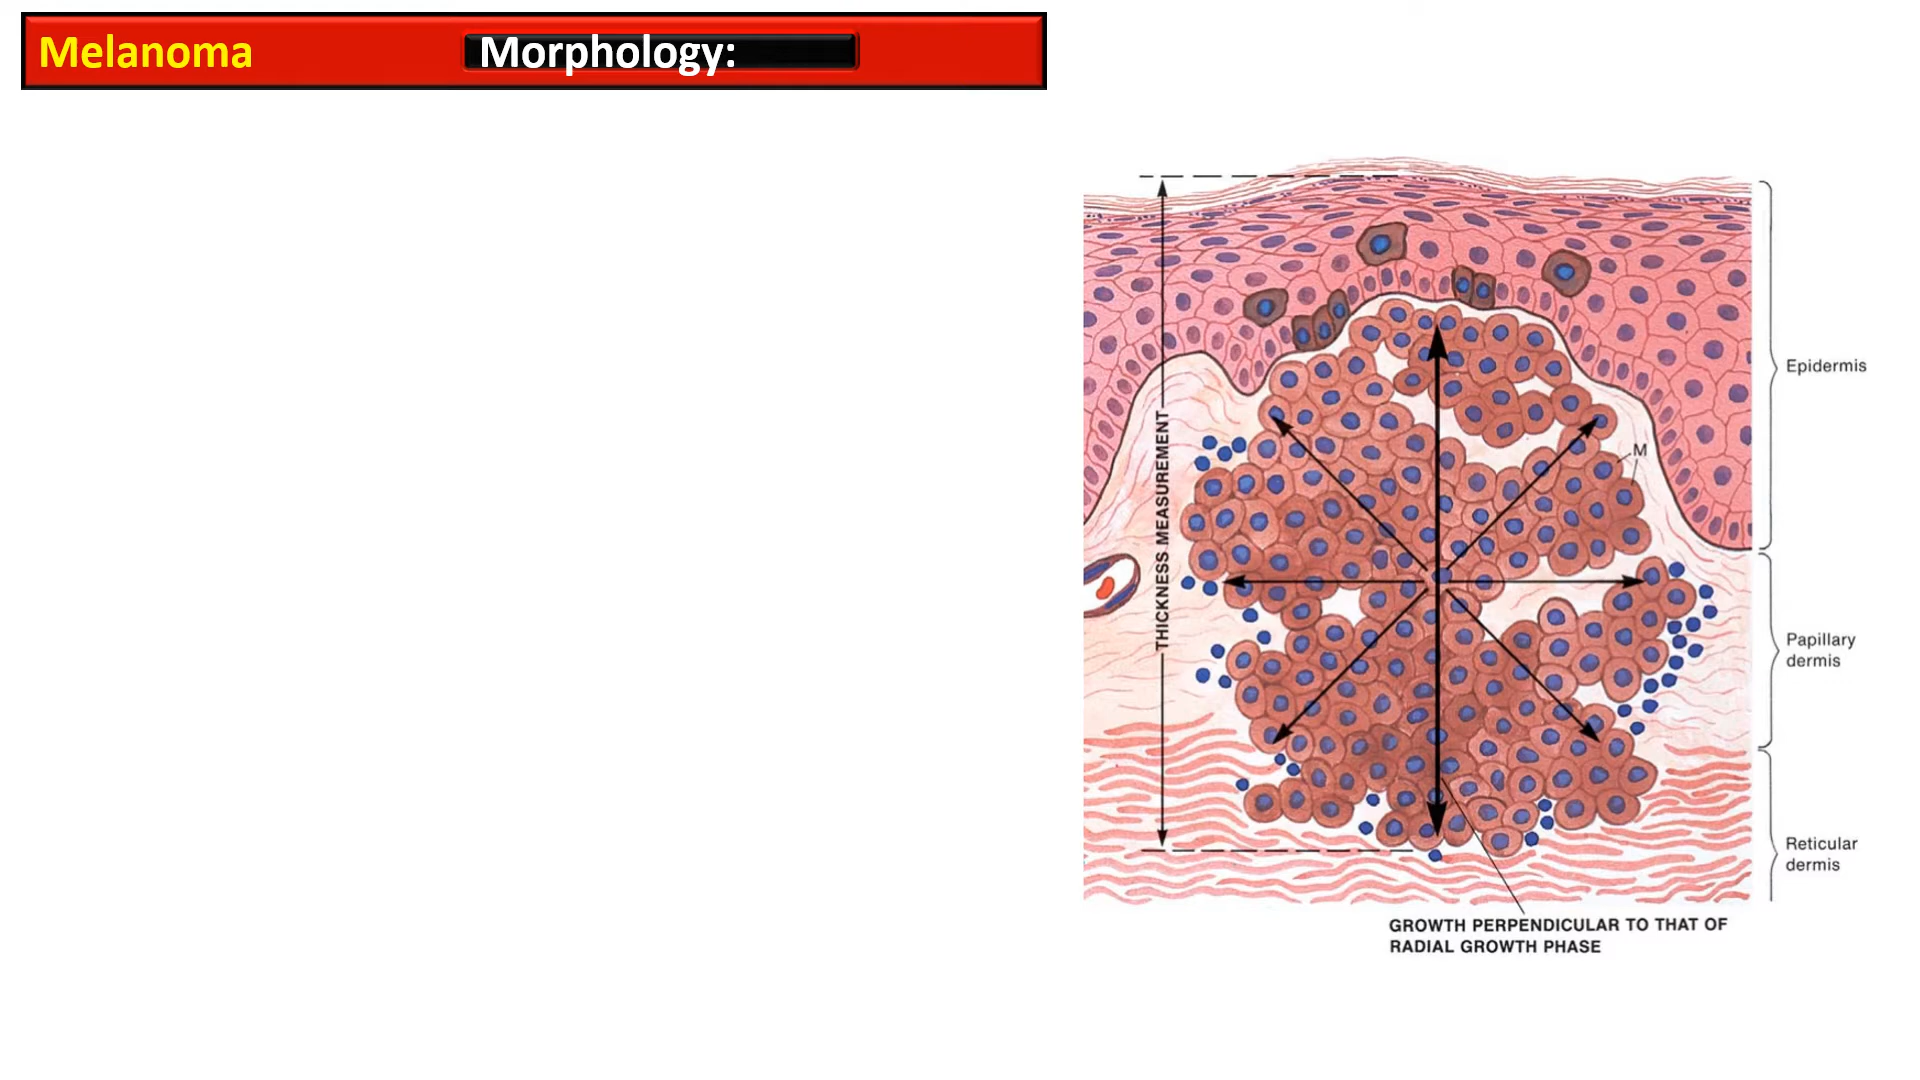 Melanoma
Morphology:
THICKNESS MEASUREMENT
M
Epidermis
Papillary
dermis
Reticular
dermis
GROWTH PERPENDICULAR TO THAT OF
RADIAL GROWTH PHASE